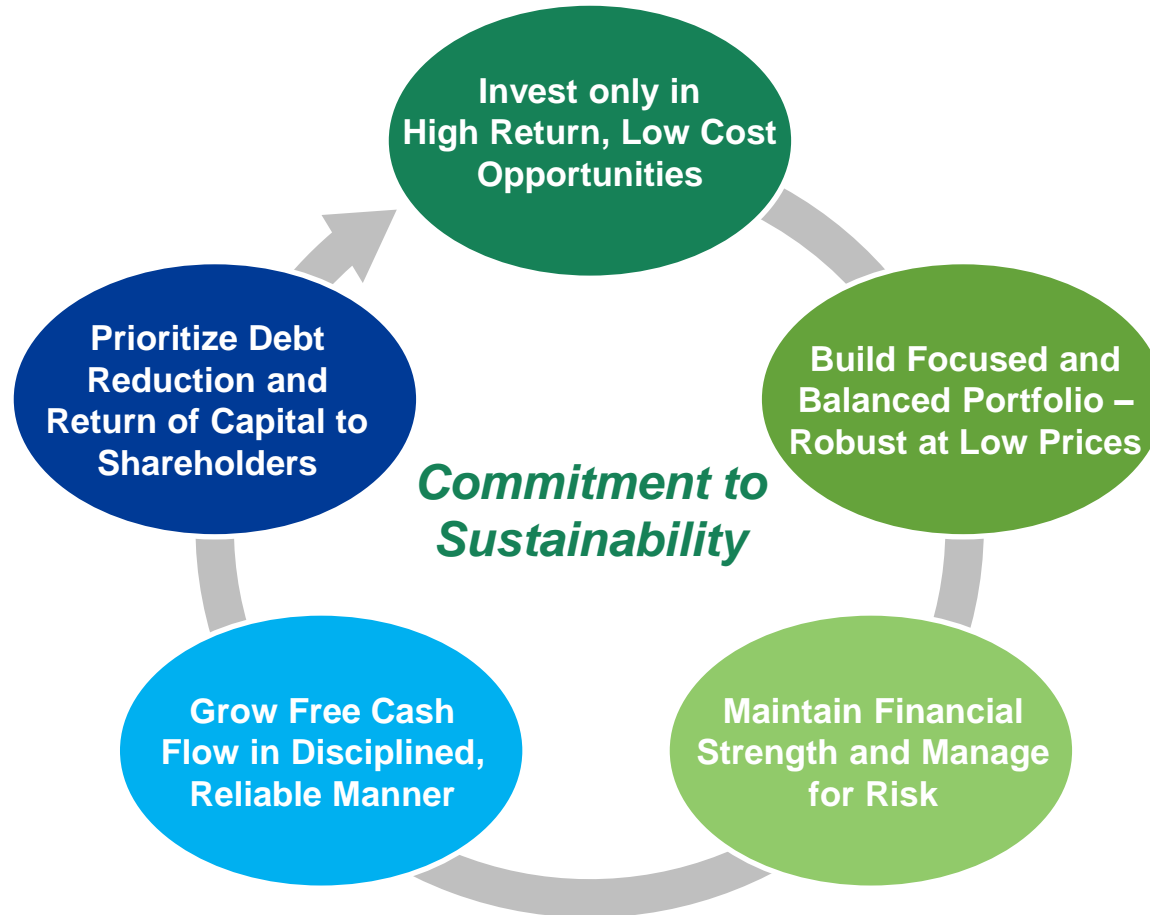 Invest only in
High Return, Low Cost
Opportunities
Build Focused and
Balanced Portfolio –
Robust at Low Prices
Maintain Financial
Strength and Manage
for Risk
Grow Free Cash
Flow in Disciplined,
Reliable Manner
Prioritize Debt
Reduction and
Return of Capital to
Shareholders
Commitment to
Sustainability